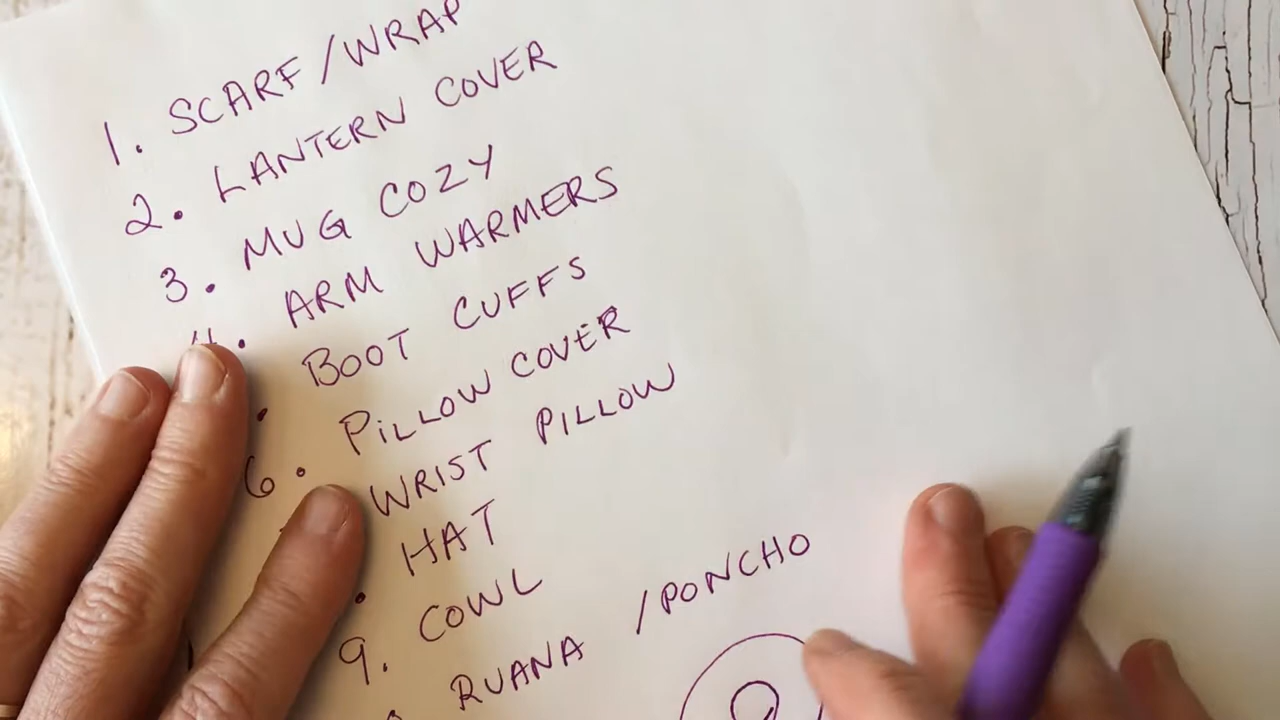 1. SCARF/WRAP
2. LANTERN COVER
3. MUG COZY
4. ARM WARMERS
. BOOT CUFFS
6. PiLLOW COVER
WRIST PILLOW
. HAT
9. COWL
RUANA /PONCHO